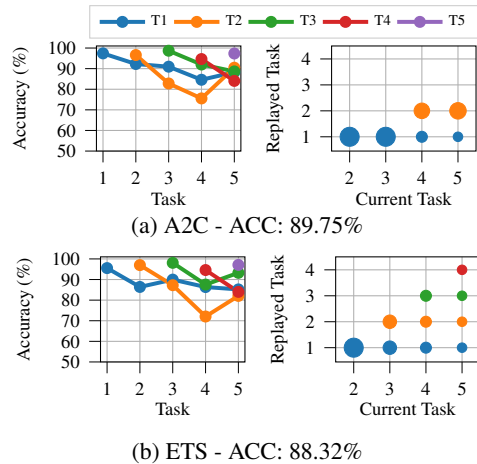 T1 T2 T3 T4 T5
Accuracy (%)
100
90
80
70
60
50
1 2 3 4 5
Task
Replayed Task
4
3
2
1
2 3 4 5
Current Task
(a) A2C - ACC: 89.75%
Accuracy (%)
100
90
80
70
60
50
1 2 3 4 5
Task
Replayed Task
4
3
2
1
2 3 4 5
Current Task
(b) ETS - ACC: 88.32%